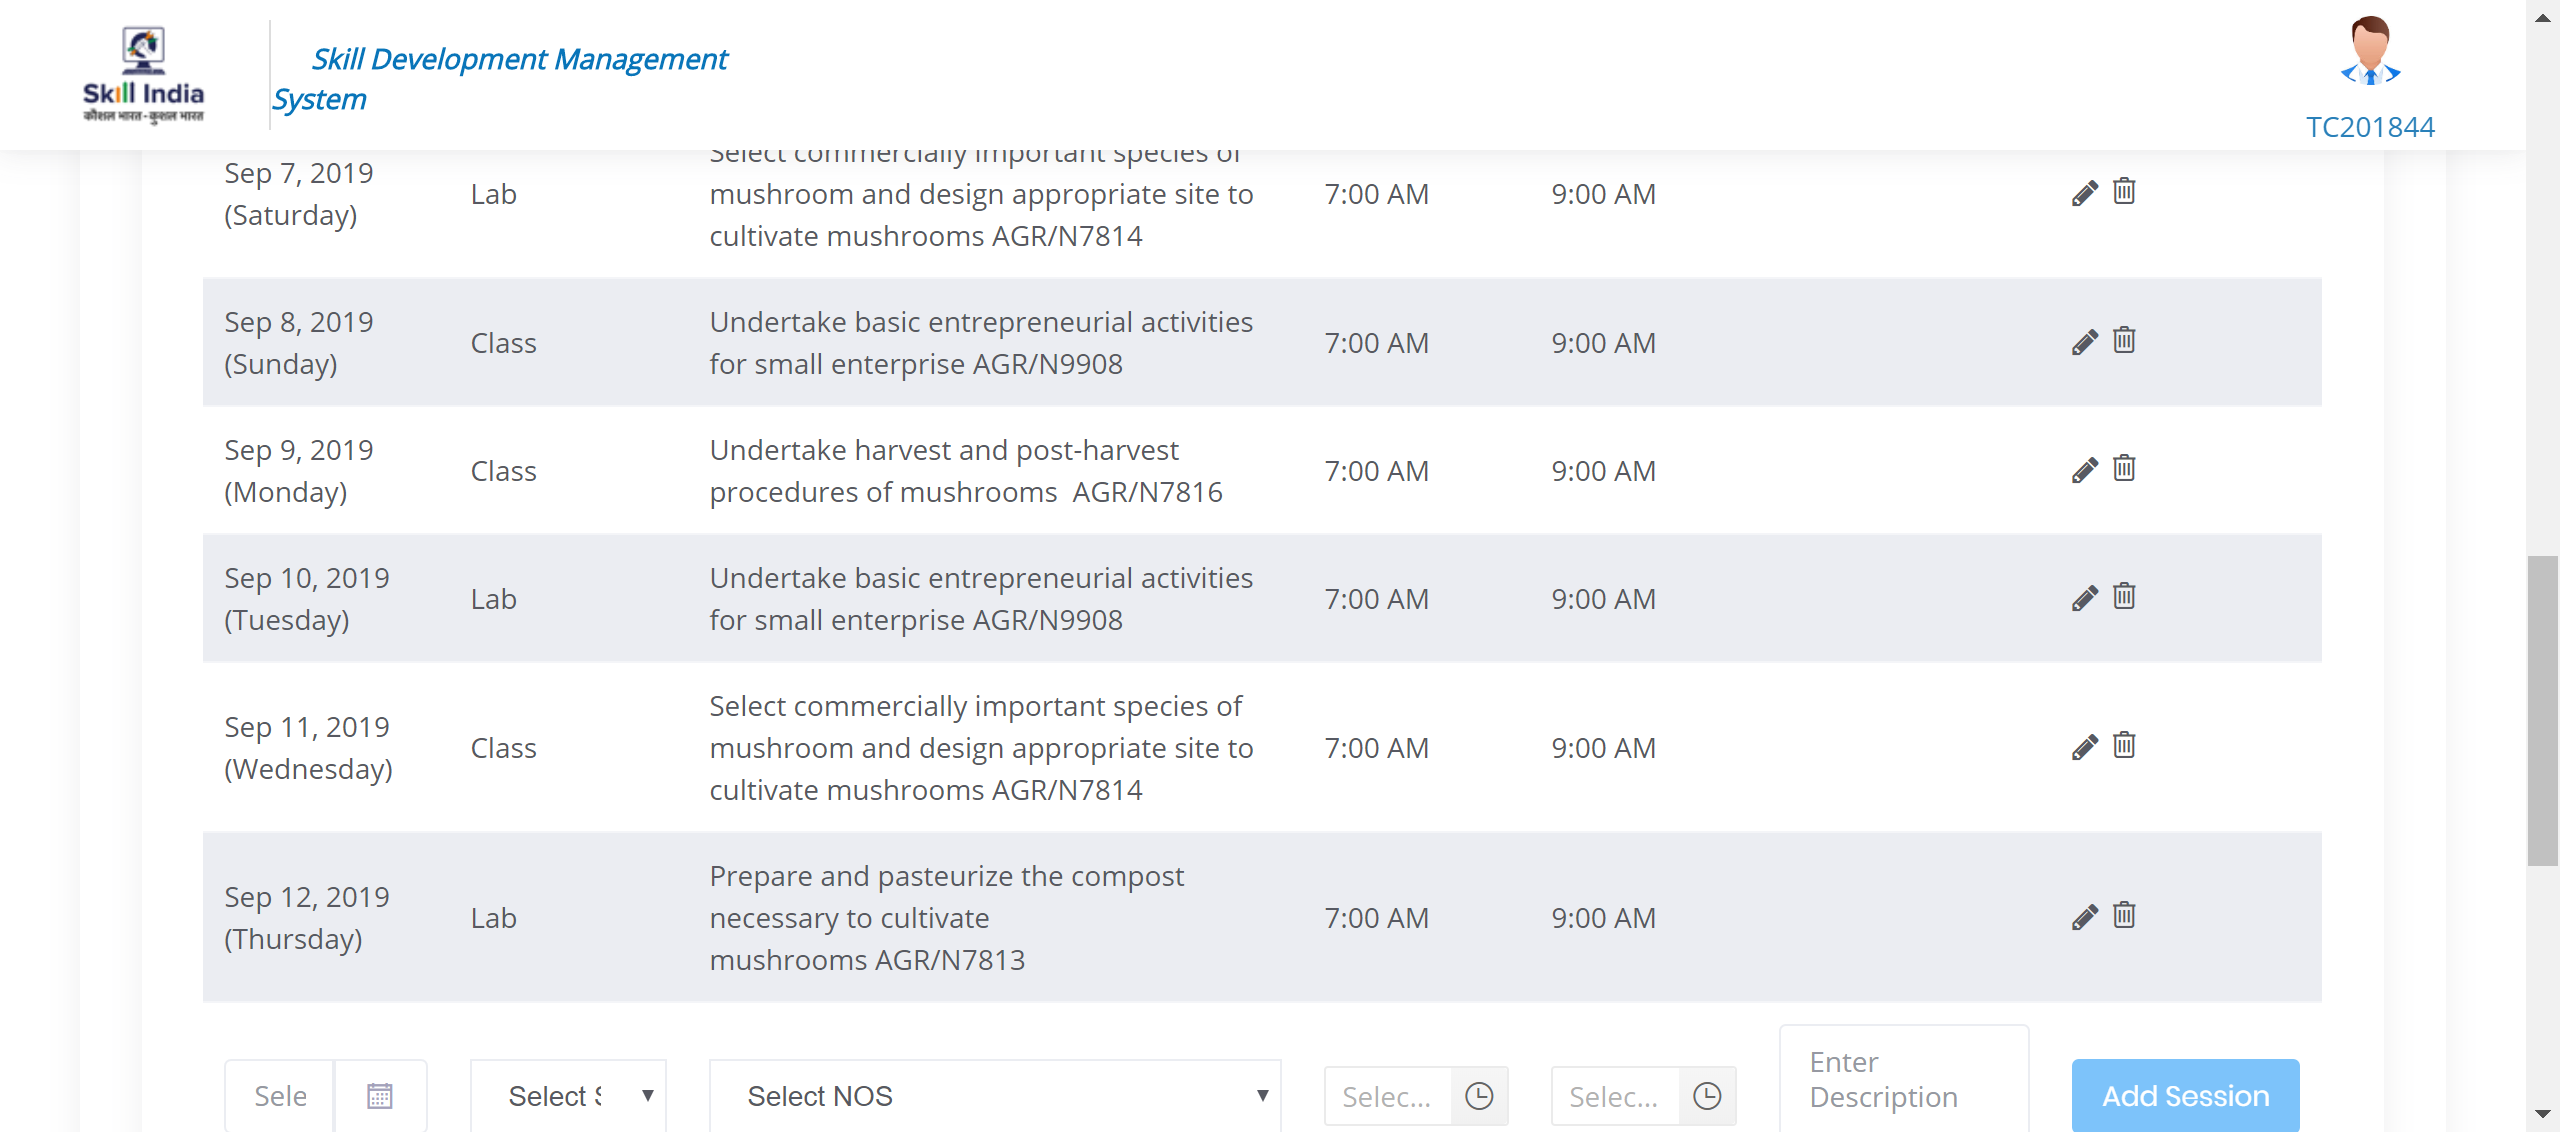 Skill India
कौशल भारत - कुशल भारत
Skill Development Management
System
TC201844
Sep 7, 2019
(Saturday)
Lab
Select commercially important species of
mushroom and design appropriate site to
cultivate mushrooms AGR/N7814
7:00 AM
9:00 AM
Sep 8, 2019
(Sunday)
Class
Undertake basic entrepreneurial activities
for small enterprise AGR/N9908
7:00 AM
9:00 AM
Sep 9, 2019
(Monday)
Class
Undertake harvest and post-harvest
procedures of mushrooms  AGR/N7816
7:00 AM
9:00 AM
Sep 10, 2019
(Tuesday)
Lab
Undertake basic entrepreneurial activities
for small enterprise AGR/N9908
7:00 AM
9:00 AM
Sep 11, 2019
(Wednesday)
Class
Select commercially important species of
mushroom and design appropriate site to
cultivate mushrooms AGR/N7814
7:00 AM
9:00 AM
Sep 12, 2019
(Thursday)
Lab
Prepare and pasteurize the compost
necessary to cultivate
mushrooms AGR/N7813
7:00 AM
9:00 AM
Sele
Select S
Select NOS
Selec...
Selec...
Enter
Description
Add Session